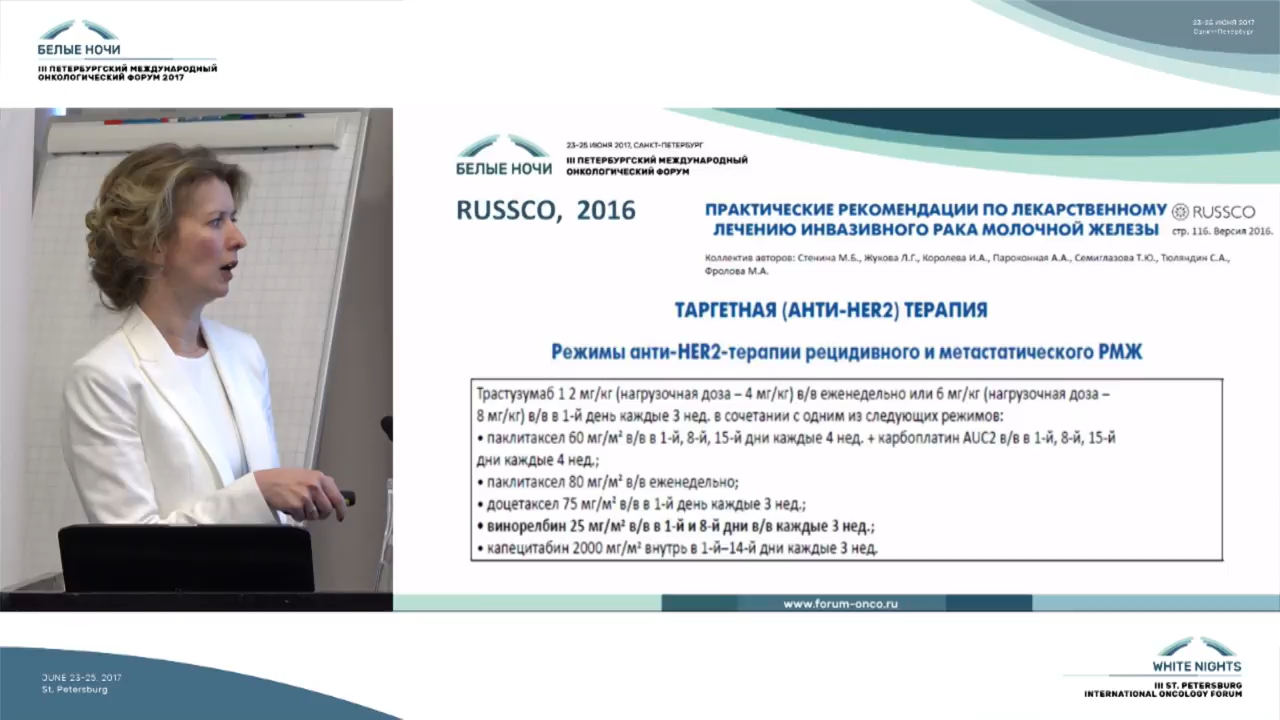 БЕЛЫЕ НОЧИ
III ПЕТЕРБУРГСКИЙ МЕЖДУНАРОДНЫЙ
ОНКОЛОГИЧЕСКИЙ ФОРУМ 2017
23-25 ИЮНЯ 2017
Санкт-Петербург
БЕЛЫЕ НОЧИ
23-25 ИЮНЯ 2017, САНКТ-ПЕТЕРБУРГ
III ПЕТЕРБУРГСКИЙ МЕЖДУНАРОДНЫЙ
ОНКОЛОГИЧЕСКИЙ ФОРУМ
RUSSCO, 2016
ПРАКТИЧЕСКИЕ РЕКОМЕНДАЦИИ ПО ЛЕКАРСТВЕННОМУ
ЛЕЧЕНИЮ ИНВАЗИВНОГО РАКА МОЛОЧНОЙ ЖЕЛЕЗЫ
RUSSCO
стр. 116. Версия 2016.
Коллектив авторов: Стенина М.Б., Жукова Л.Г., Королева И.А., Пароконная А.А., Семиглазова Т.Ю., Тюляндин С.А.,
Фролова М.А.
ТАРГЕТНАЯ (АНТИ-HER2) ТЕРАПИЯ
Режимы анти-HER2-терапии рецидивного и метастатического РМЖ
Трастузумаб 1 2 мг/кг (нагрузочная доза – 4 мг/кг) в/в еженедельно или 6 мг/кг (нагрузочная доза –
8 мг/кг) в/в в 1-й день каждые 3 нед. в сочетании с одним из следующих режимов:
• паклитаксел 60 мг/м² в/в в 1-й, 8-й, 15-й дни каждые 4 нед. + карбоплатин AUC2 в/в в 1-й, 8-й, 15-й
дни каждые 4 нед.;
• паклитаксел 80 мг/м² в/в еженедельно;
• доцетаксел 75 мг/м² в/в в 1-й день каждые 3 нед.;
• винорелбин 25 мг/м² в/в в 1-й и 8-й дни в/в каждые 3 нед.;
• капецитабин 2000 мг/м² внутрь в 1-й–14-й дни каждые 3 нед.
www.forum-onco.ru
JUNE 23-25, 2017
St. Petersburg
WHITE NIGHTS
III ST. PETERSBURG
INTERNATIONAL ONCOLOGY FORUM